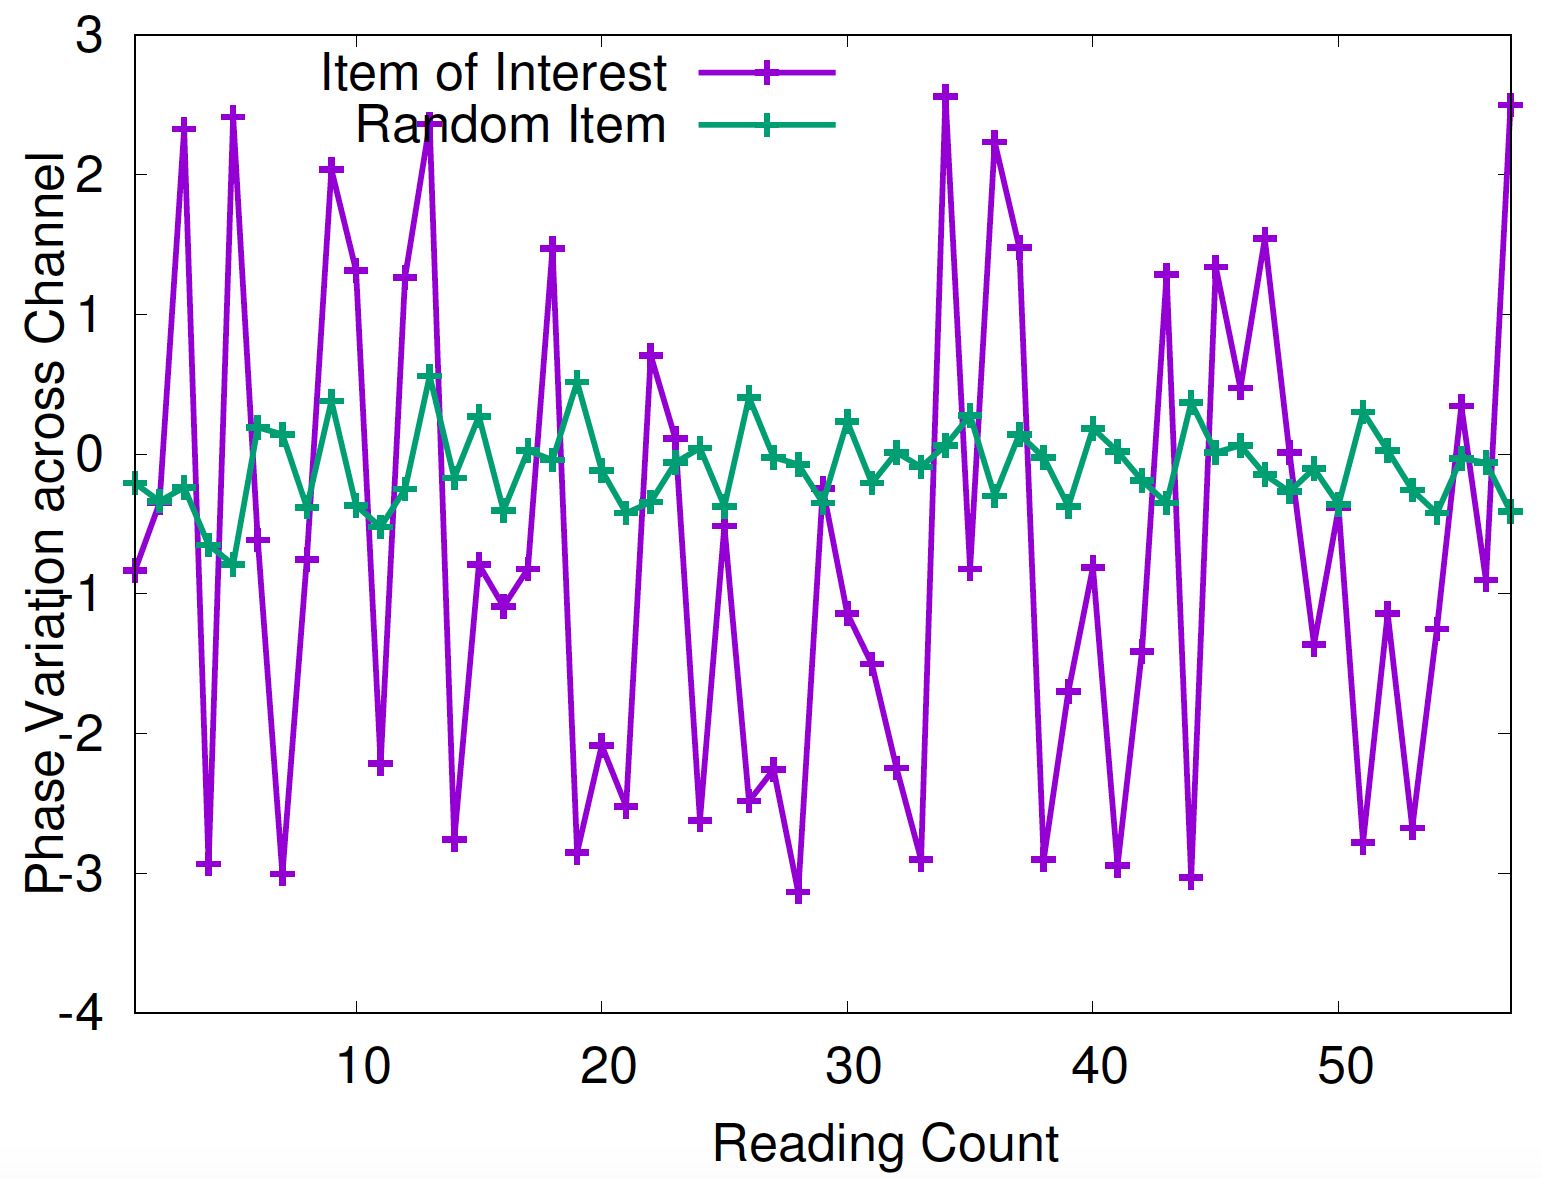 3
2
1
0
-1
-2
-3
-4
Phase Variation across Channel
Item of Interest
Random Item
10 20 30 40 50
Reading Count